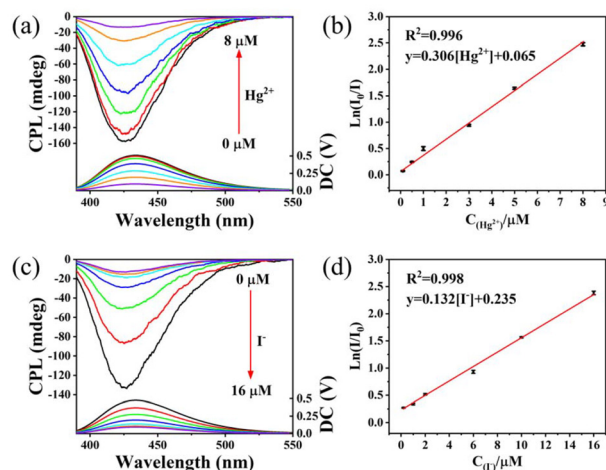 (a)
0
-20
-40
-60
-80
-100
-120
-140
-160
CPL (mdeg)
8 μM
Hg²⁺
0 μM
0.5
0.25
0
DC (V)
400
450
500
550
Wavelength (nm)
(b)
3.0
2.5
2.0
1.5
1.0
0.5
0.0
Ln(I₀/I)
R²=0.996
y=0.306[Hg²⁺]+0.065
0 1 2 3 4 5 6 7 8 9
C(Hg²⁺)/μM
(c)
0
-20
-40
-60
-80
-100
-120
-140
CPL (mdeg)
0 μM
I⁻
16 μM
0.5
0.25
0
DC (V)
400
450
500
550
Wavelength (nm)
(d)
3.0
2.5
2.0
1.5
1.0
0.5
0.0
Ln(I/I₀)
R²=0.998
y=0.132[I⁻]+0.235
0 2 4 6 8 10 12 14 16
C(I⁻)/μM